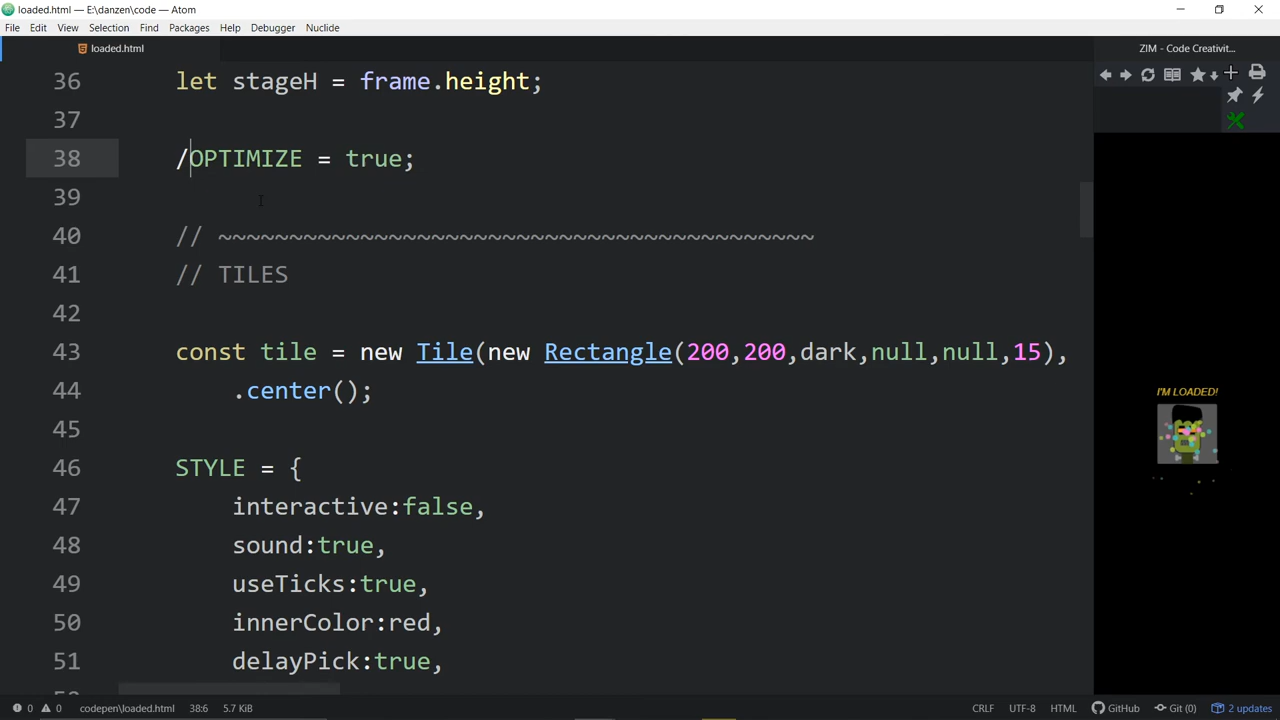 loaded.html — E:\danzen\code — Atom
File Edit View Selection Find Packages Help Debugger Nuclide
loaded.html
ZIM - Code Creativit...
36 let stageH = frame.height;
37
38 /OPTIMIZE = true;
39
40 // ~~~~~~~~~~~~~~~~~~~~~~~~~~~~~~~~~~~~~~~~~~
41 // TILES
42
43 const tile = new Tile(new Rectangle(200,200,dark,null,null,15),
44 .center();
45
46 STYLE = {
47 interactive:false,
48 sound:true,
49 useTicks:true,
50 innerColor:red,
51 delayPick:true,
I'M LOADED!
0 0 codepen\loaded.html 38:6 5.7 KiB CRLF UTF-8 HTML GitHub Git (0) 2 updates